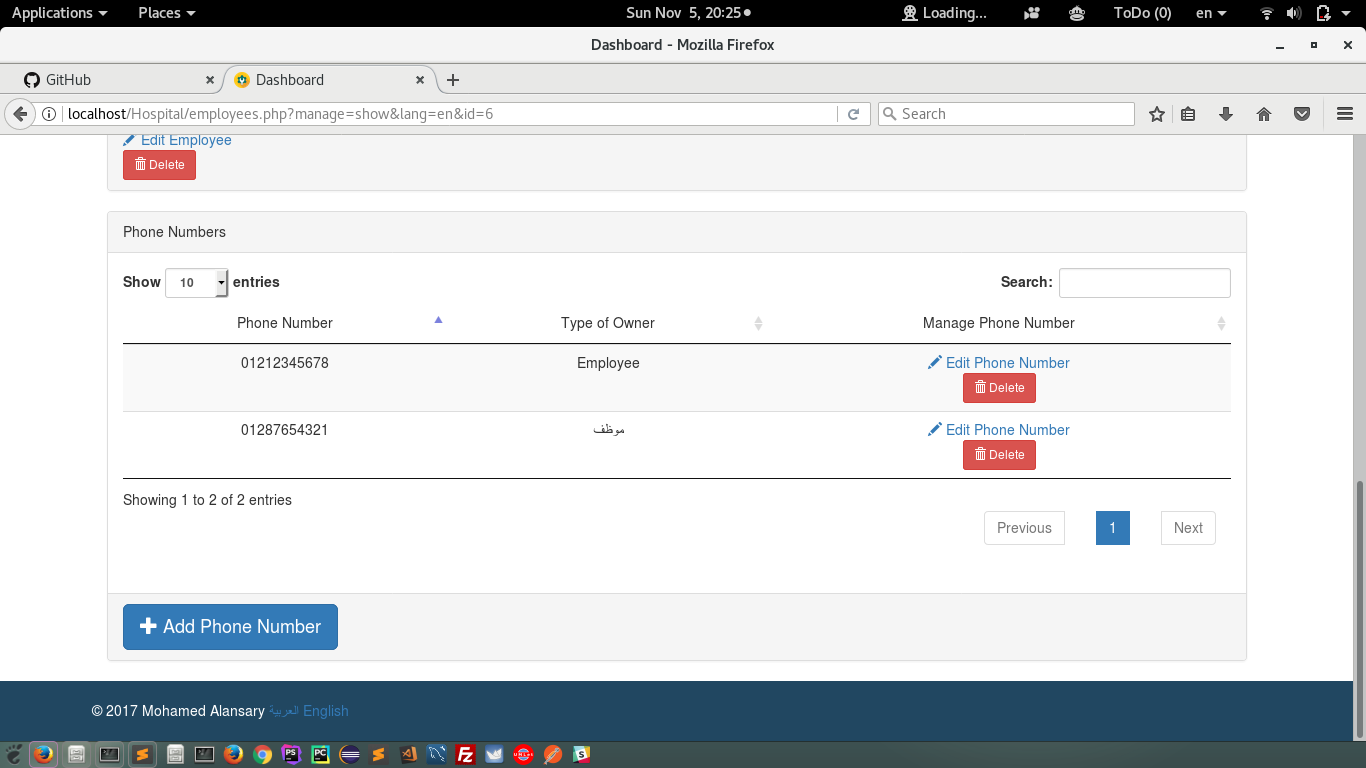 Applications Places Sun Nov 5, 20:25 Loading... ToDo (0) en
Dashboard - Mozilla Firefox
GitHub Dashboard
localhost/Hospital/employees.php?manage=show&lang=en&id=6 Search
Edit Employee
Delete
Phone Numbers
Show 10 entries Search:
Phone Number Type of Owner Manage Phone Number
01212345678 Employee Edit Phone Number
Delete
01287654321 موظف Edit Phone Number
Delete
Showing 1 to 2 of 2 entries
Previous 1 Next
Add Phone Number
© 2017 Mohamed Alansary العربية English
PS PC Fz